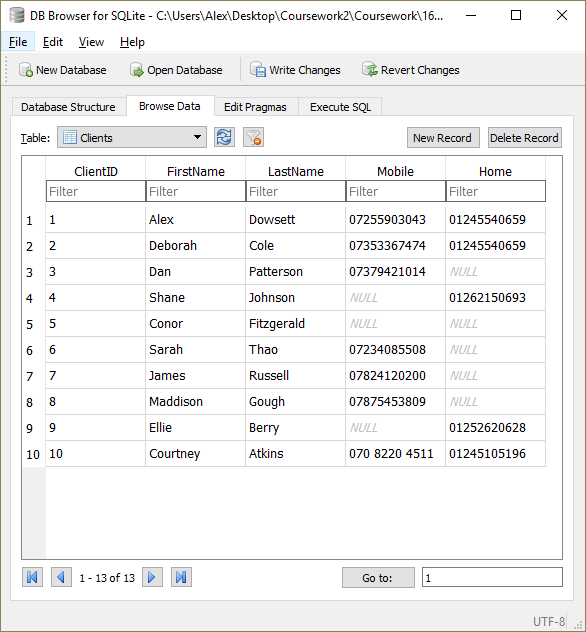 DB Browser for SQLite - C:\Users\Alex\Desktop\Coursework2\Coursework\16...
File Edit View Help
New Database Open Database Write Changes Revert Changes
Database Structure Browse Data Edit Pragmas Execute SQL
Table: Clients New Record Delete Record
ClientID FirstName LastName Mobile Home
Filter Filter Filter Filter Filter
1 1 Alex Dowsett 07255903043 01245540659
2 2 Deborah Cole 07353367474 01245540659
3 3 Dan Patterson 07379421014 NULL
4 4 Shane Johnson NULL 01262150693
5 5 Conor Fitzgerald NULL NULL
6 6 Sarah Thao 07234085508 NULL
7 7 James Russell 07824120200 NULL
8 8 Maddison Gough 07875453809 NULL
9 9 Ellie Berry NULL 01252620628
10 10 Courtney Atkins 070 8220 4511 01245105196
1 - 13 of 13 Go to: 1
UTF-8